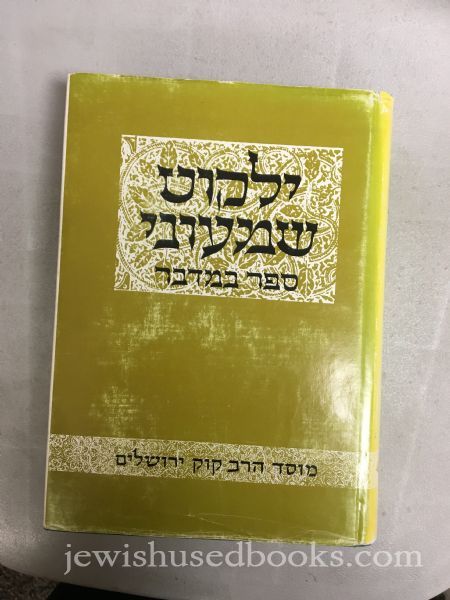 ילקוט
שמעוני
ספר במדבר
מוסד הרב קוק ירושלים
jewishusedbooks.com